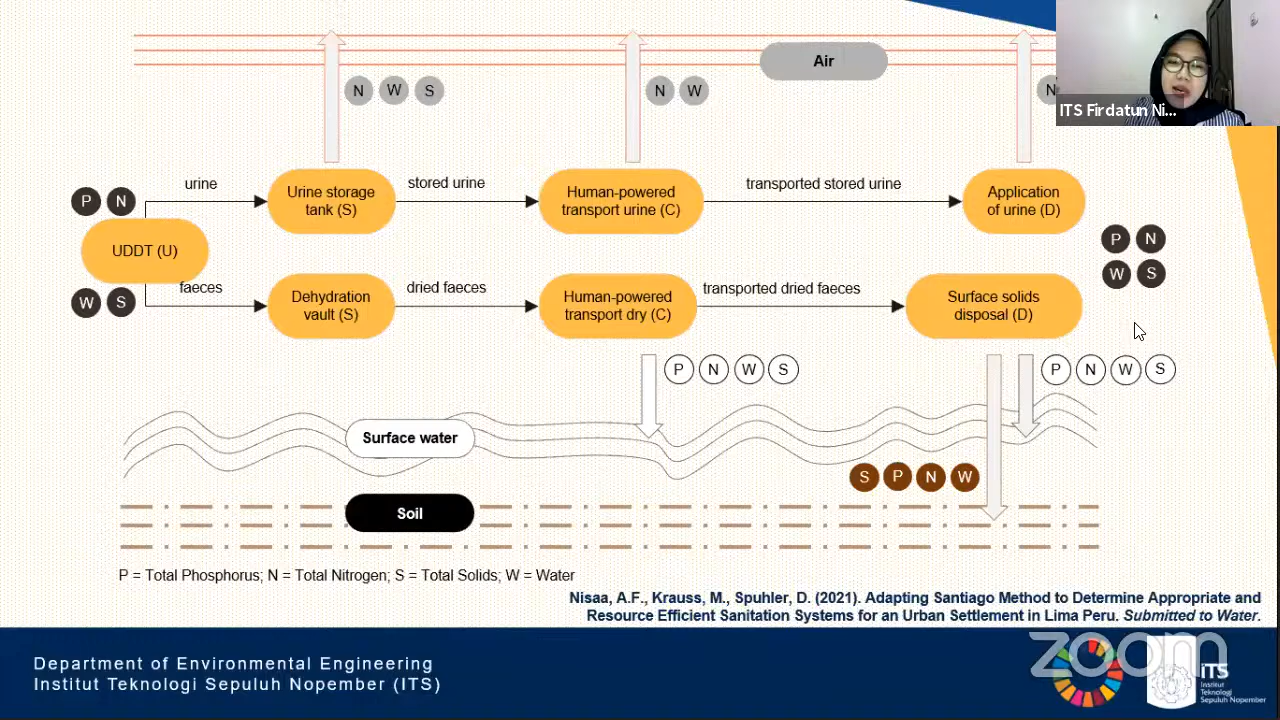 Air
ITS Firdatun Ni...
N W S
N W
N
P N
urine
Urine storage
tank (S)
stored urine
Human-powered
transport urine (C)
transported stored urine
Application
of urine (D)
UDDT (U)
P N
W S
W S
faeces
Dehydration
vault (S)
dried faeces
Human-powered
transport dry (C)
transported dried faeces
Surface solids
disposal (D)
P N W S
P N W S
Surface water
S P N W
Soil
P = Total Phosphorus; N = Total Nitrogen; S = Total Solids; W = Water
Nisaa, A.F., Krauss, M., Spuhler, D. (2021). Adapting Santiago Method to Determine Appropriate and
Resource Efficient Sanitation Systems for an Urban Settlement in Lima Peru. Submitted to Water.
Department of Environmental Engineering
Institut Teknologi Sepuluh Nopember (ITS)
zoom
ITS
Institut
Teknologi
Sepuluh Nopember